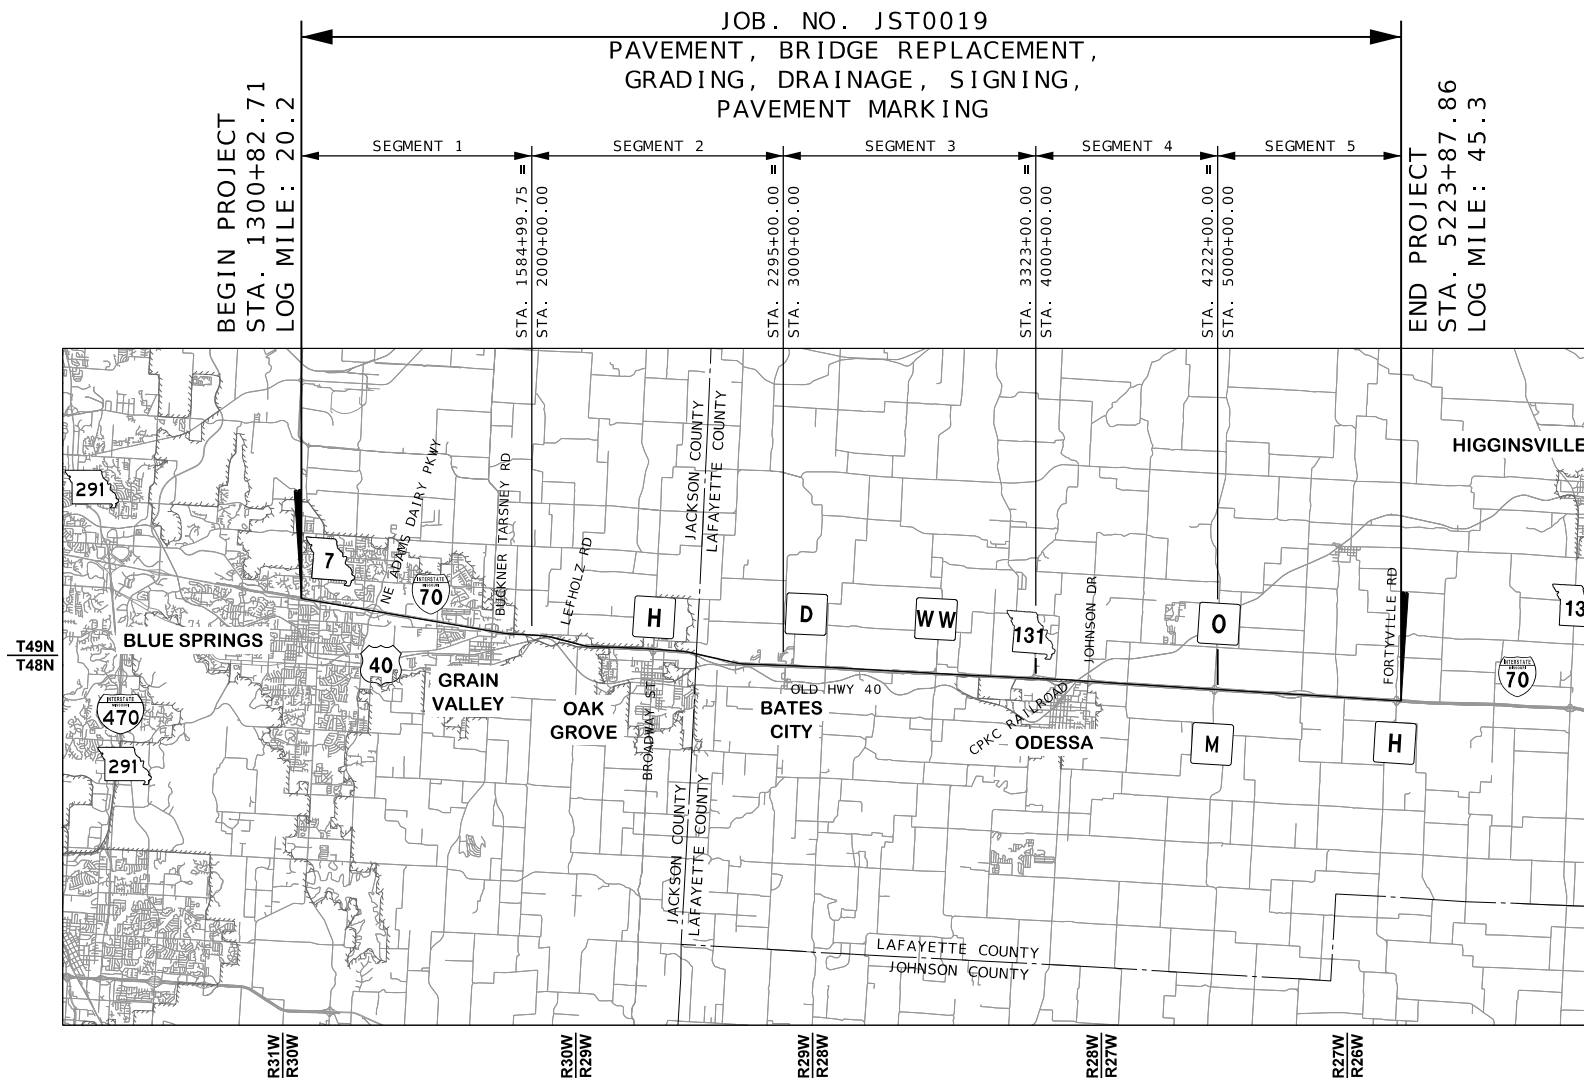 JOB. NO. JST0019
PAVEMENT, BRIDGE REPLACEMENT,
GRADING, DRAINAGE, SIGNING,
PAVEMENT MARKING
BEGIN PROJECT
STA. 1300+82.71
LOG MILE: 20.2
SEGMENT 1
SEGMENT 2
SEGMENT 3
SEGMENT 4
SEGMENT 5
STA. 1584+99.75 =
STA. 2000+00.00
STA. 2295+00.00 =
STA. 3000+00.00
STA. 3323+00.00 =
STA. 4000+00.00
STA. 4222+00.00 =
STA. 5000+00.00
END PROJECT
STA. 5223+87.86
LOG MILE: 45.3
JACKSON COUNTY
LAFAYETTE COUNTY
HIGGINSVILLE
291
7
NE ADAMS DAIRY PKWY
INTERSTATE
MISSOURI
70
BUCKNER TARSNEY RD
LEFHOLZ RD
H
D
WW
131
JOHNSON DR
O
FORTYVILLE RD
13
T49N
T48N
BLUE SPRINGS
40
GRAIN
VALLEY
OAK
GROVE
BROADWAY ST
OLD HWY 40
BATES
CITY
CPKC RAILROAD
ODESSA
M
H
INTERSTATE
MISSOURI
70
INTERSTATE
MISSOURI
470
291
JACKSON COUNTY
LAFAYETTE COUNTY
LAFAYETTE COUNTY
JOHNSON COUNTY
R31W
R30W
R30W
R29W
R29W
R28W
R28W
R27W
R27W
R26W